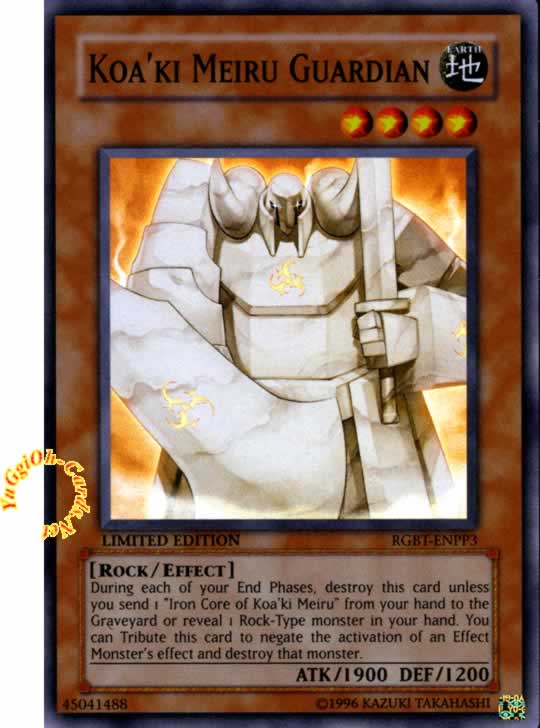 KOA'KI MEIRU GUARDIAN
EARTH
地
YuGgiOh-Cards.Net
LIMITED EDITION RGBT-ENPP3
[ROCK/EFFECT]
During each of your End Phases, destroy this card unless
you send 1 "Iron Core of Koa'ki Meiru" from your hand to the
Graveyard or reveal 1 Rock-Type monster in your hand. You
can Tribute this card to negate the activation of an Effect
Monster's effect and destroy that monster.
ATK/1900 DEF/1200
45041488 ©1996 KAZUKI TAKAHASHI